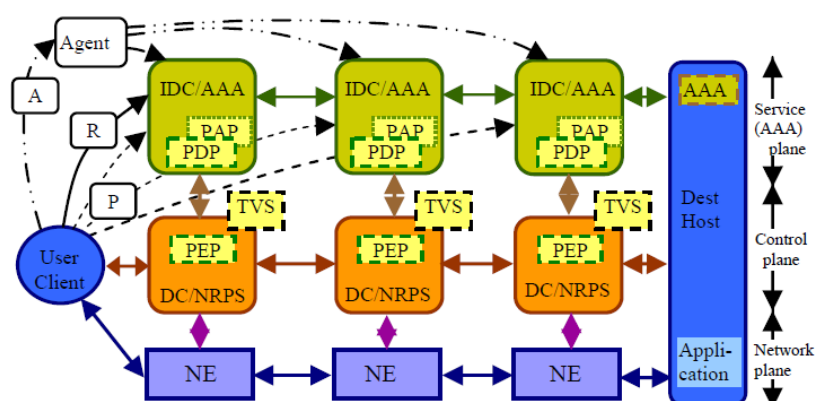 Agent
A
R
P
IDC/AAA
PAP
PDP
IDC/AAA
PAP
PDP
IDC/AAA
PAP
PDP
AAA
Service
(AAA)
plane
TVS
TVS
TVS
User
Client
PEP
DC/NRPS
PEP
DC/NRPS
PEP
DC/NRPS
Dest
Host
Control
plane
NE
NE
NE
Appli-
cation
Network
plane